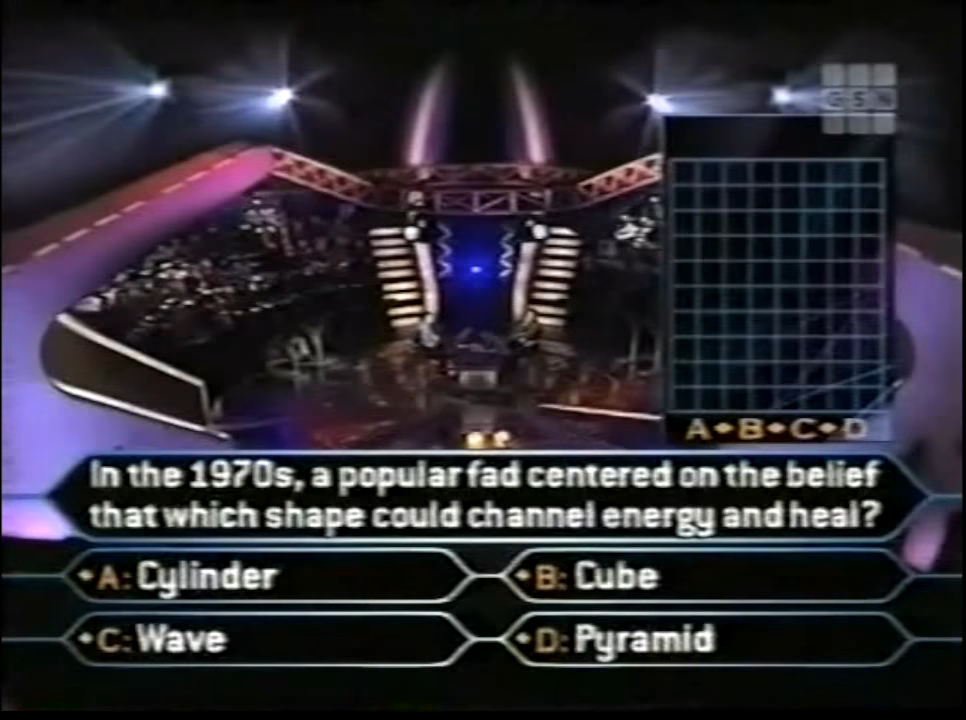 GSN
A B C D
In the 1970s, a popular fad centered on the belief
that which shape could channel energy and heal?
A: Cylinder
B: Cube
C: Wave
D: Pyramid